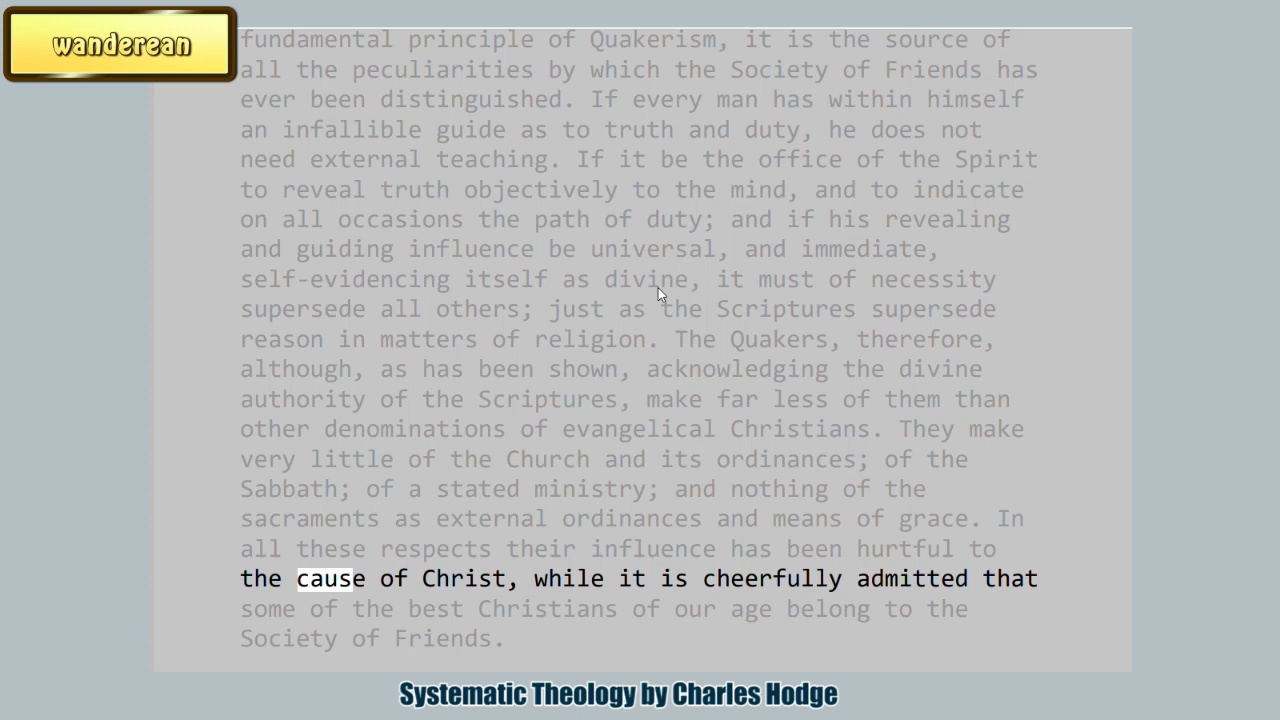 wanderean
fundamental principle of Quakerism, it is the source of
all the peculiarities by which the Society of Friends has
ever been distinguished. If every man has within himself
an infallible guide as to truth and duty, he does not
need external teaching. If it be the office of the Spirit
to reveal truth objectively to the mind, and to indicate
on all occasions the path of duty; and if his revealing
and guiding influence be universal, and immediate,
self-evidencing itself as divine, it must of necessity
supersede all others; just as the Scriptures supersede
reason in matters of religion. The Quakers, therefore,
although, as has been shown, acknowledging the divine
authority of the Scriptures, make far less of them than
other denominations of evangelical Christians. They make
very little of the Church and its ordinances; of the
Sabbath; of a stated ministry; and nothing of the
sacraments as external ordinances and means of grace. In
all these respects their influence has been hurtful to
the cause of Christ, while it is cheerfully admitted that
some of the best Christians of our age belong to the
Society of Friends.
Systematic Theology by Charles Hodge